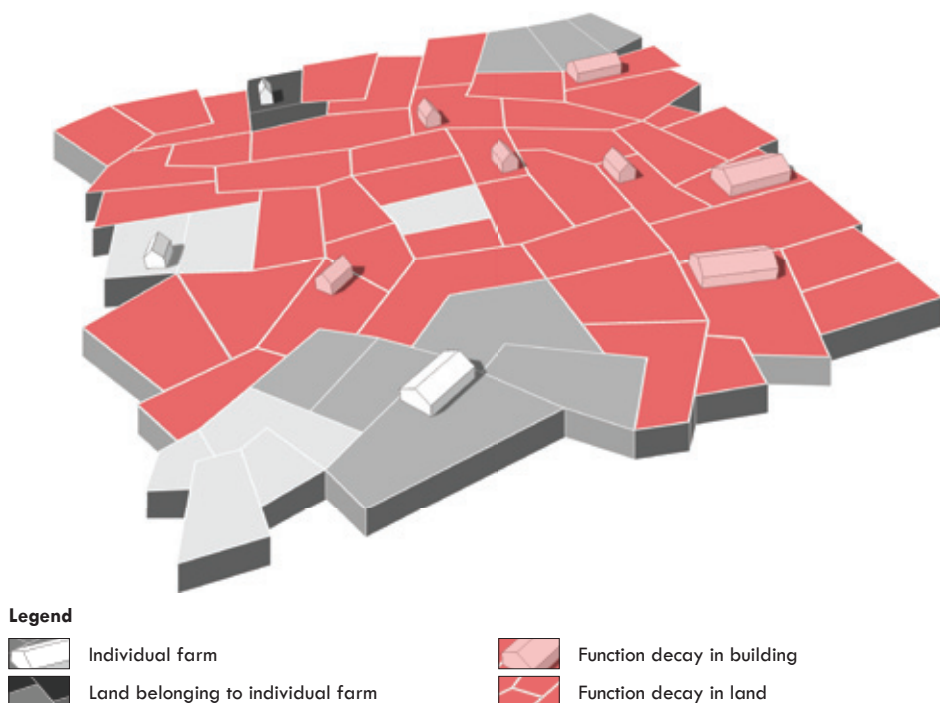 Legend
Individual farm
Function decay in building
Land belonging to individual farm
Function decay in land